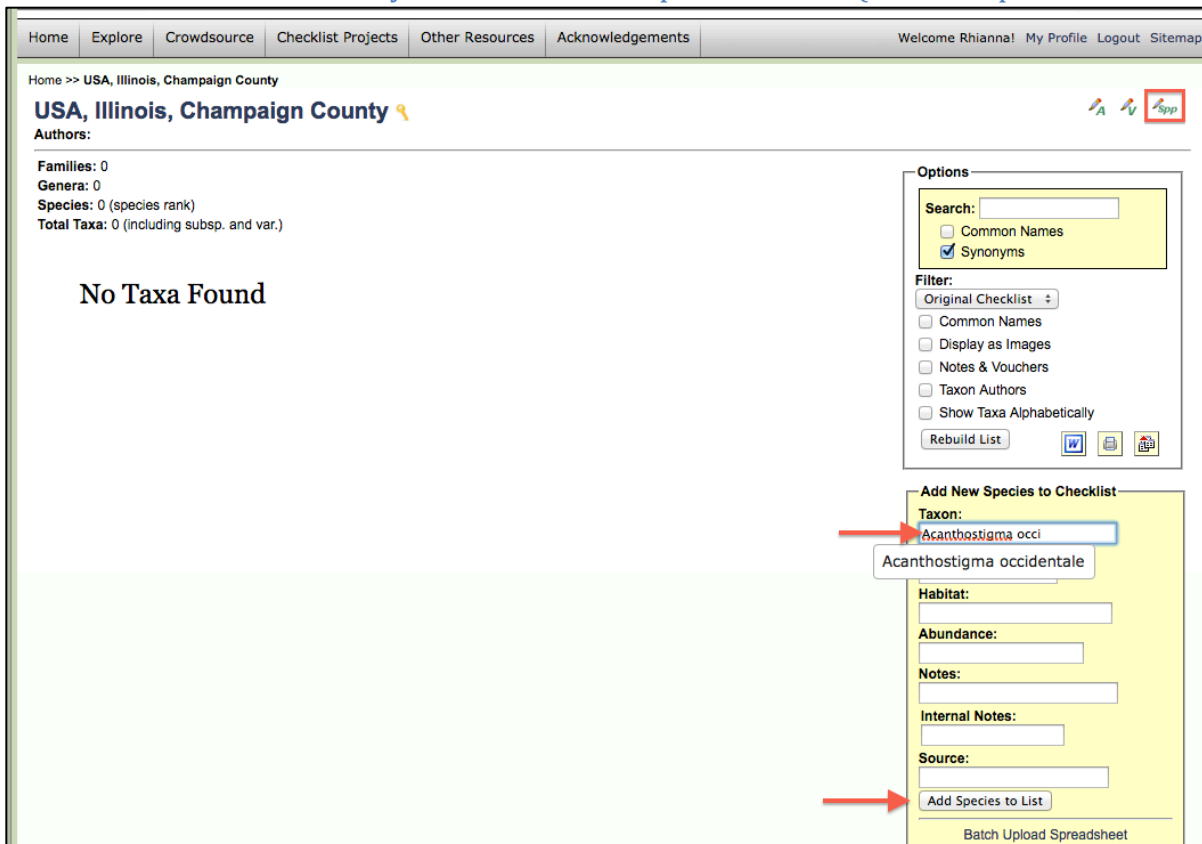 Home Explore Crowdsource Checklist Projects Other Resources Acknowledgements Welcome Rhianna! My Profile Logout Sitemap
Home >> USA, Illinois, Champaign County
USA, Illinois, Champaign County
A V Spp
Authors:
Families: 0
Genera: 0
Species: 0 (species rank)
Total Taxa: 0 (including subsp. and var.)
No Taxa Found
Options
Search:
Common Names
Synonyms
Filter:
Original Checklist
Common Names
Display as Images
Notes & Vouchers
Taxon Authors
Show Taxa Alphabetically
Rebuild List W
Add New Species to Checklist
Taxon:
Acanthostigma occi
Acanthostigma occidentale
Habitat:
Abundance:
Notes:
Internal Notes:
Source:
Add Species to List
Batch Upload Spreadsheet